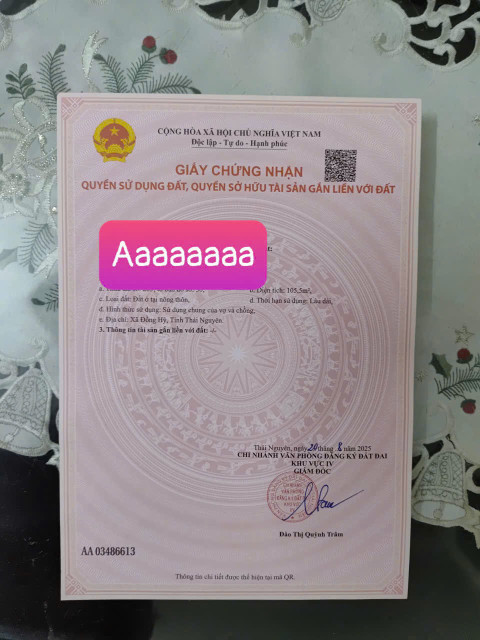 CỘNG HÒA XÃ HỘI CHỦ NGHĨA VIỆT NAM
Độc lập - Tự do - Hạnh phúc
GIẤY CHỨNG NHẬN
QUYỀN SỬ DỤNG ĐẤT, QUYỀN SỞ HỮU TÀI SẢN GẮN LIỀN VỚI ĐẤT
Aaaaaaaaa
b. Diện tích: 105,5m²,
c. Loại đất: Đất ở tại nông thôn, d. Thời hạn sử dụng: Lâu dài,
đ. Hình thức sử dụng: Sử dụng chung của vợ và chồng,
e. Địa chỉ: Xã Đồng Hỷ, Tỉnh Thái Nguyên.
3. Thông tin tài sản gắn liền với đất: -/-
Thái Nguyên, ngày 20 tháng 8 năm 2025
CHI NHÁNH VĂN PHÒNG ĐĂNG KÝ ĐẤT ĐAI
KHU VỰC IV
GIÁM ĐỐC
Đào Thị Quỳnh Trâm
AA 03486613
Thông tin chi tiết được thể hiện tại mã QR.